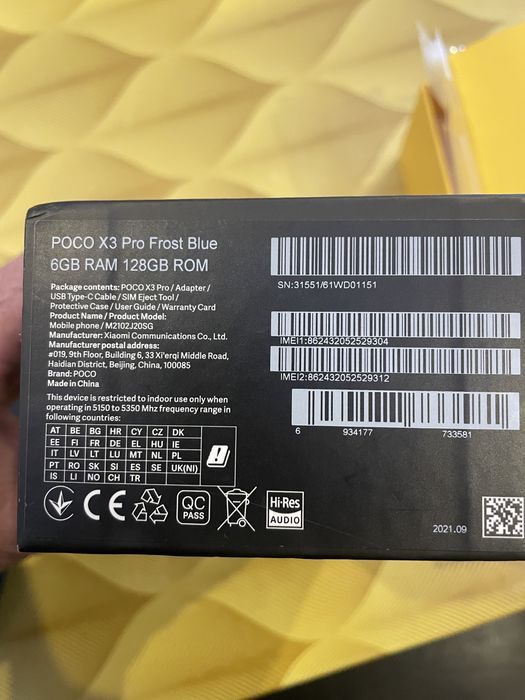 POCO X3 Pro Frost Blue
6GB RAM 128GB ROM
Package contents: POCO X3 Pro / Adapter /
USB Type-C Cable / SIM Eject Tool /
Protective Case / User Guide / Warranty Card
Product Name / Product Model:
Mobile phone / M2102J20SG
Manufacturer: Xiaomi Communications Co., Ltd.
Manufacturer postal address:
#019, 9th Floor, Building 6, 33 Xi'erqi Middle Road,
Haidian District, Beijing, China, 100085
Brand: POCO
Made in China
This device is restricted to indoor use only when
operating in 5150 to 5350 Mhz frequency range in
following countries:
AT BE BG HR CY CZ DK
EE FI FR DE EL HU IE
IT LV LT LU MT NL PL
PT RO SK SI ES SE UK(NI)
IS LI NO CH TR
CE
QC
PASS
Hi-Res
AUDIO
SN:31551/61WD01151
IMEI1:862432052529304
IMEI2:862432052529312
6 934177 733581
2021.09